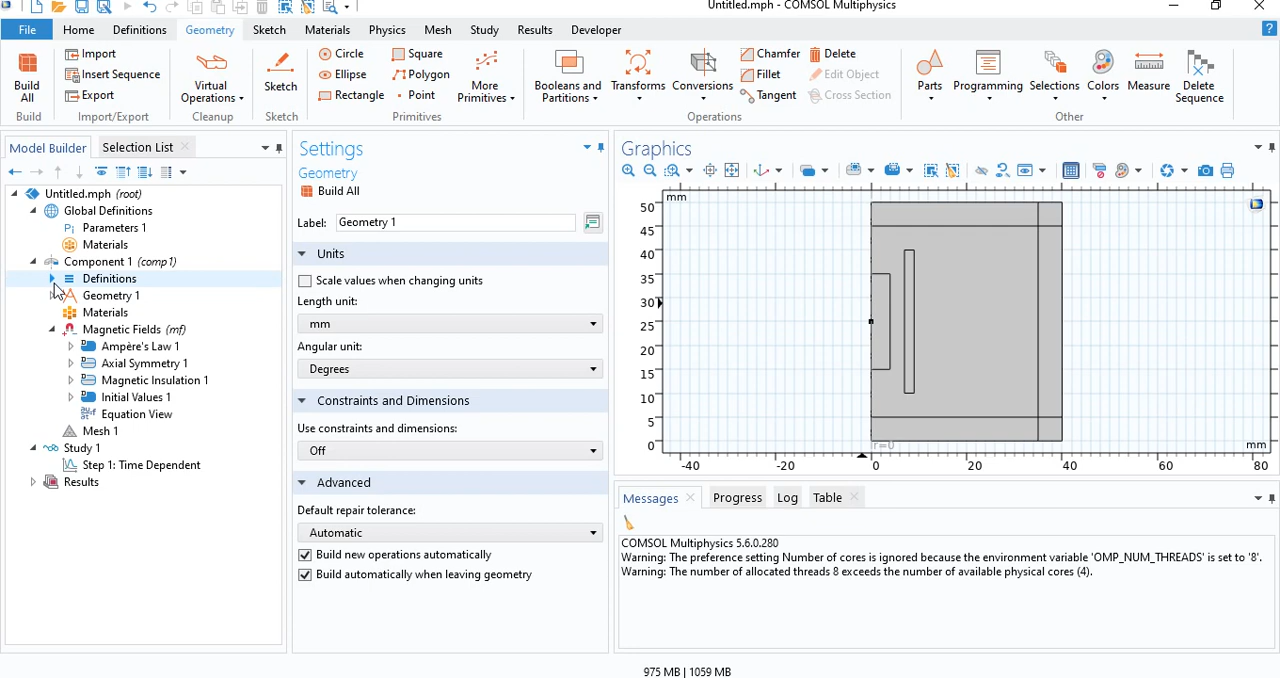 Untitled.mph - COMSOL Multiphysics
File Home Definitions Geometry Sketch Materials Physics Mesh Study Results Developer
Build All
Build
Import
Insert Sequence
Export
Import/Export
Virtual Operations
Cleanup
Sketch
Sketch
Circle
Ellipse
Rectangle
Square
Polygon
Point
More Primitives
Primitives
Booleans and Partitions
Transforms
Conversions
Chamfer
Fillet
Tangent
Delete
Edit Object
Cross Section
Operations
Parts
Programming
Selections
Colors
Measure
Delete Sequence
Other
Model Builder
Selection List
Untitled.mph (root)
Global Definitions
Pi Parameters 1
Materials
Component 1 (comp1)
Definitions
Geometry 1
Materials
Magnetic Fields (mf)
Ampère's Law 1
Axial Symmetry 1
Magnetic Insulation 1
Initial Values 1
Equation View
Mesh 1
Study 1
Step 1: Time Dependent
Results
Settings
Geometry
Build All
Label: Geometry 1
Units
Scale values when changing units
Length unit:
mm
Angular unit:
Degrees
Constraints and Dimensions
Use constraints and dimensions:
Off
Advanced
Default repair tolerance:
Automatic
Build new operations automatically
Build automatically when leaving geometry
Graphics
mm
50
45
40
35
30
25
20
15
10
5
0
r=0
mm
-40 -20 0 20 40 60 80
Messages Progress Log Table
COMSOL Multiphysics 5.6.0.280
Warning: The preference setting Number of cores is ignored because the environment variable 'OMP_NUM_THREADS' is set to '8'.
Warning: The number of allocated threads 8 exceeds the number of available physical cores (4).
975 MB | 1059 MB